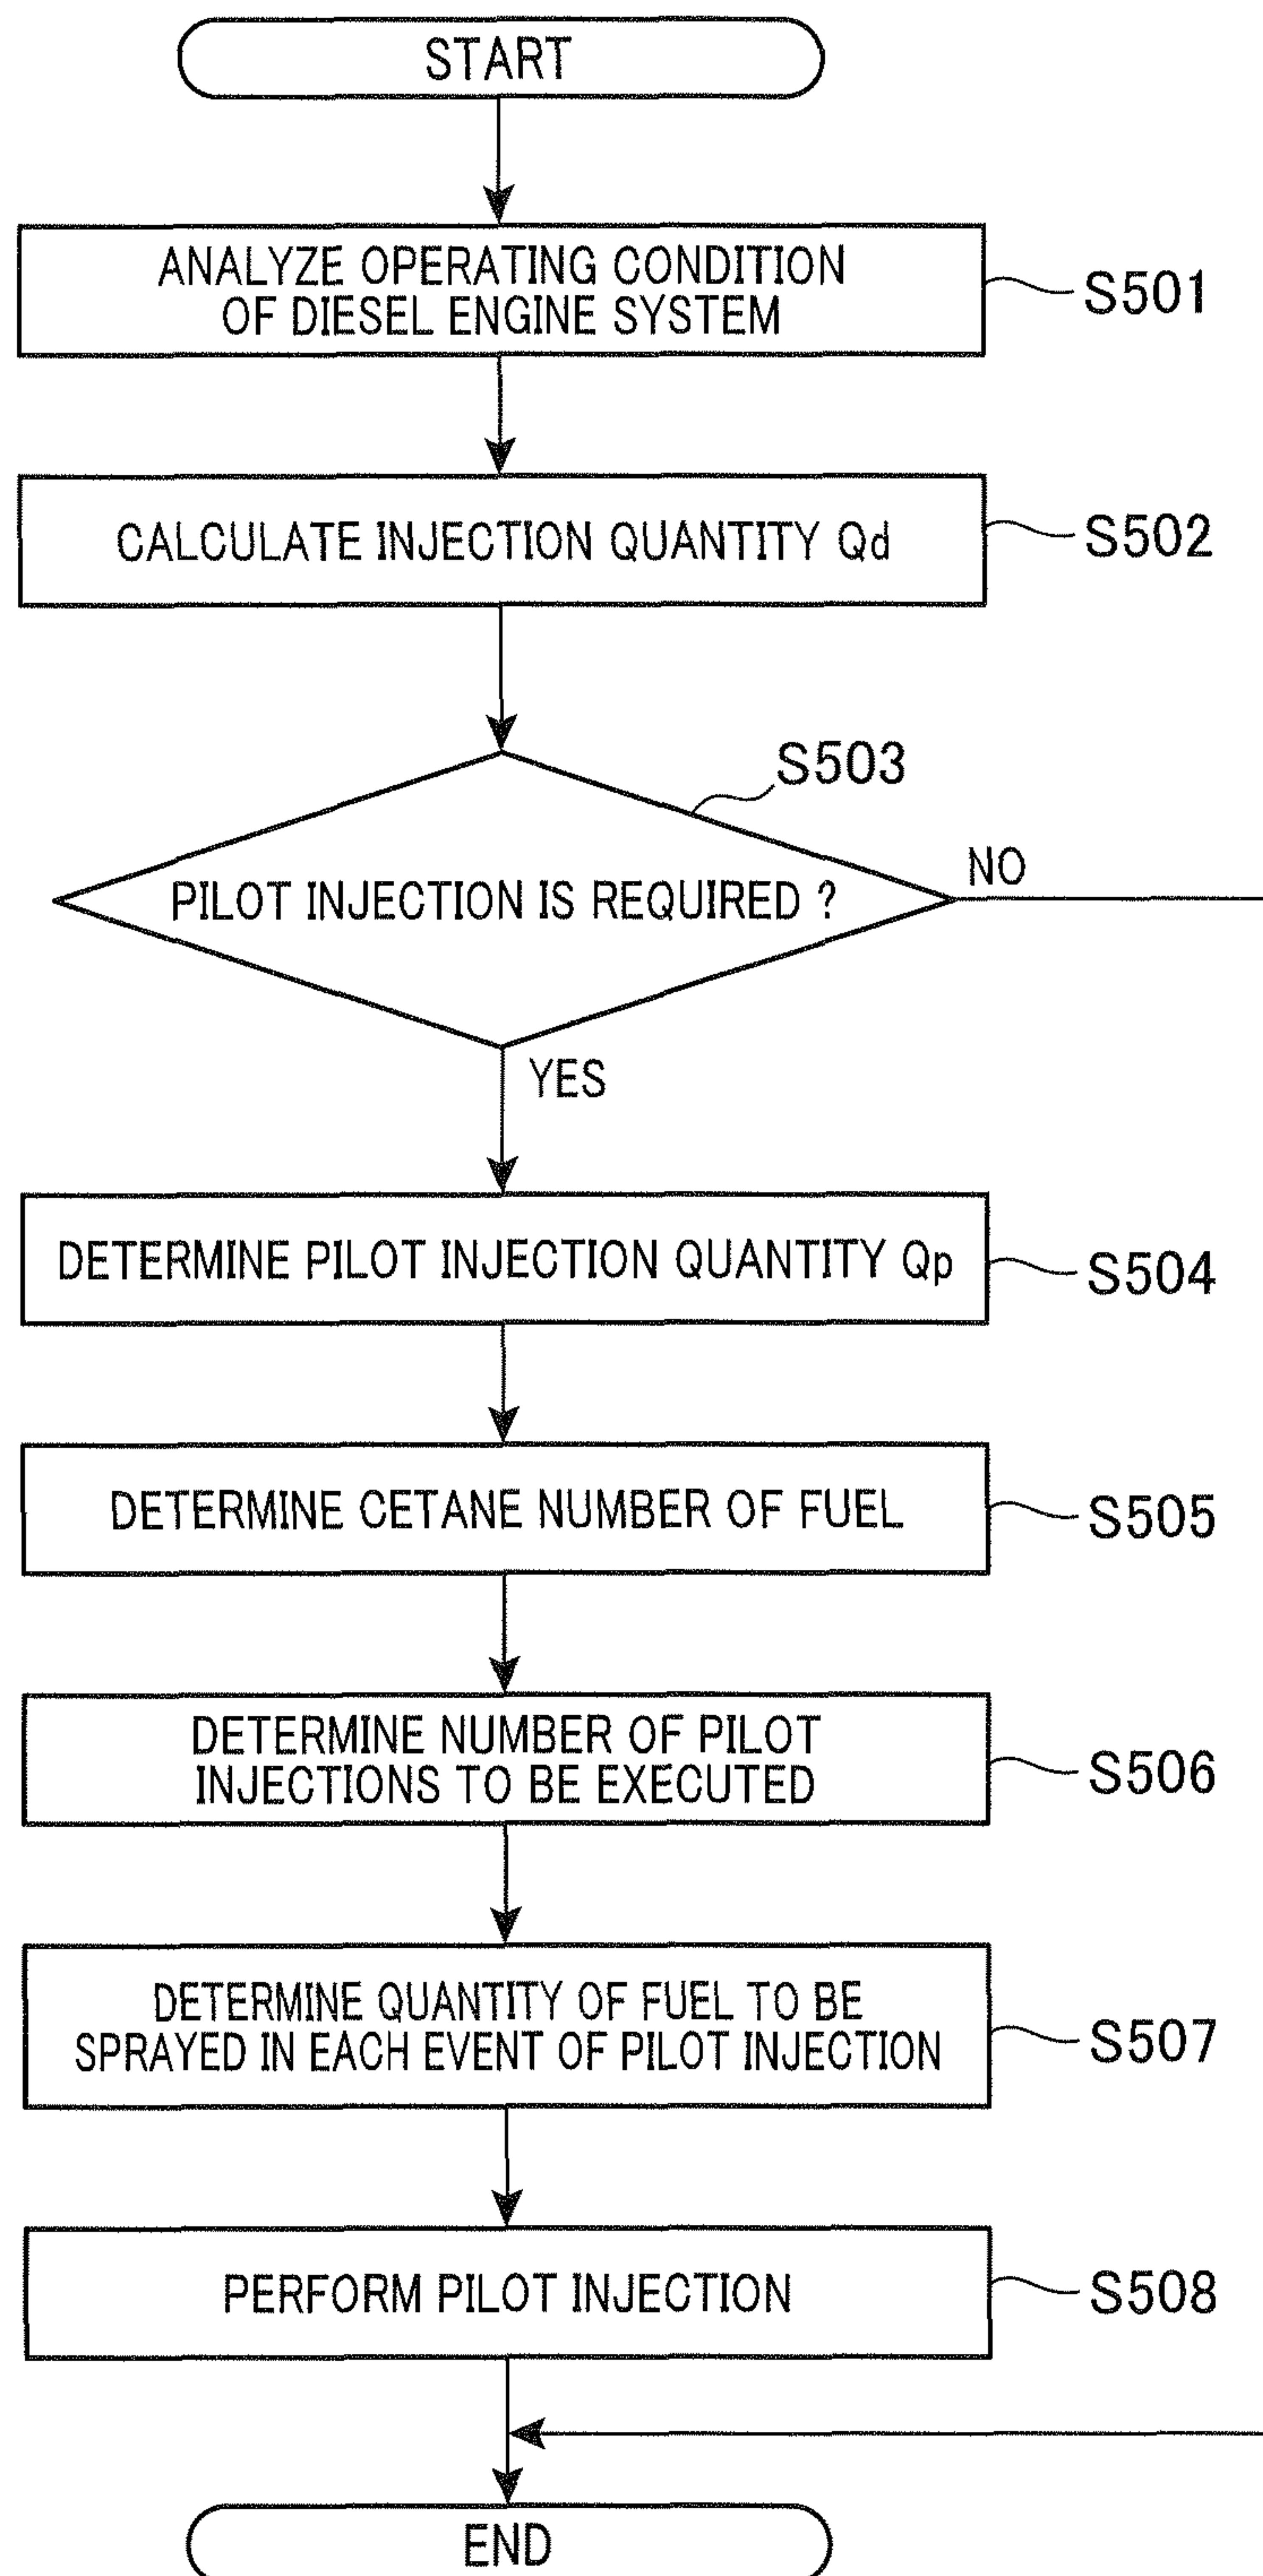 START
ANALYZE OPERATING CONDITION
OF DIESEL ENGINE SYSTEM
S501
CALCULATE INJECTION QUANTITY Qd
S502
S503
PILOT INJECTION IS REQUIRED ?
NO
YES
DETERMINE PILOT INJECTION QUANTITY Qp
S504
DETERMINE CETANE NUMBER OF FUEL
S505
DETERMINE NUMBER OF PILOT
INJECTIONS TO BE EXECUTED
S506
DETERMINE QUANTITY OF FUEL TO BE
SPRAYED IN EACH EVENT OF PILOT INJECTION
S507
PERFORM PILOT INJECTION
S508
END